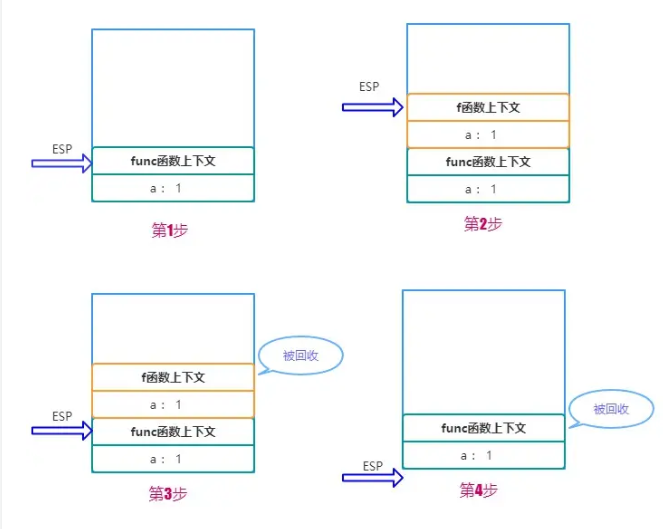 ESP
func函数上下文
a： 1
第1步
ESP
f函数上下文
a： 1
func函数上下文
a： 1
第2步
被回收
f函数上下文
a： 1
ESP
func函数上下文
a： 1
第3步
被回收
func函数上下文
a： 1
ESP
第4步